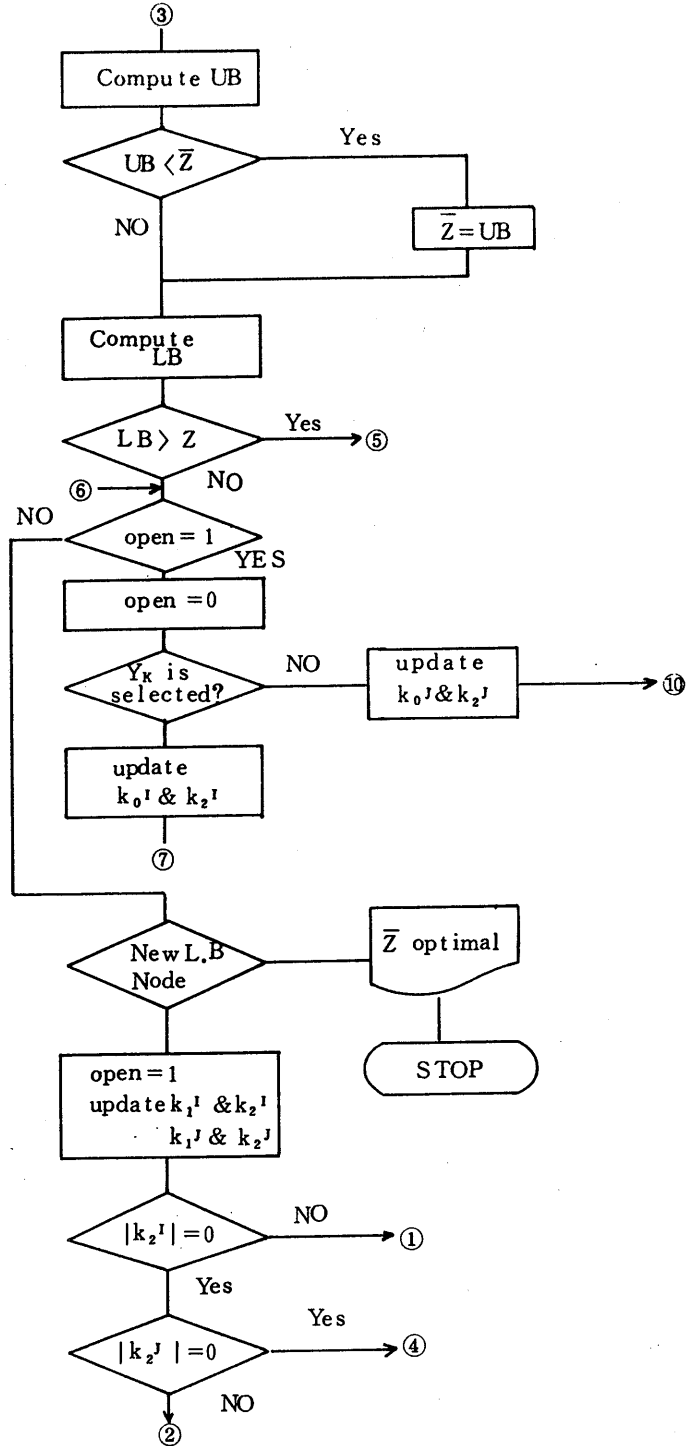 ③
Compute UB
Yes
UB < Z̅
NO
Z̅ = UB
Compute
LB
Yes
LB > Z
⑤
⑥
NO
NO
open = 1
YES
open = 0
NO
Yₖ is
selected?
update
k₀ᴶ & k₂ᴶ
⑩
update
k₀ᴵ & k₂ᴵ
⑦
New L.B
Node
Z̅ optimal
STOP
open = 1
update k₁ᴵ & k₂ᴵ
k₁ᴶ & k₂ᴶ
NO
|k₂ᴵ| = 0
①
Yes
Yes
|k₂ᴶ| = 0
④
NO
②